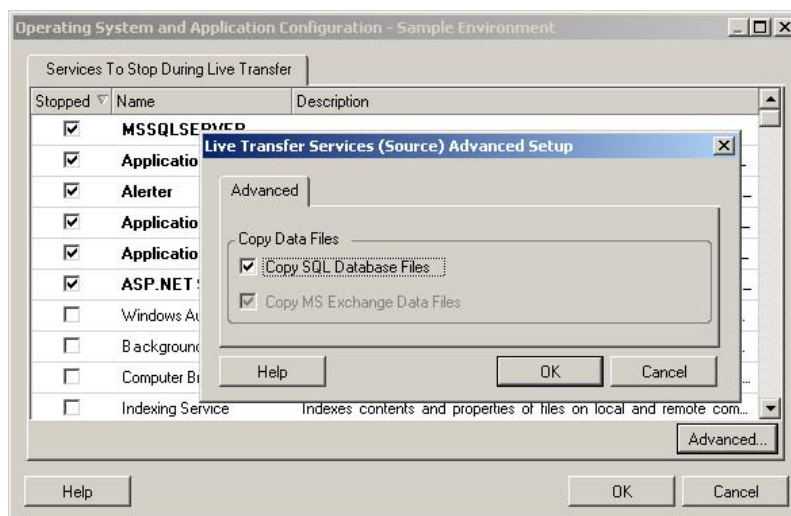 Operating System and Application Configuration - Sample Environment
Services To Stop During Live Transfer
Stopped Name Description
MSSQLSERVER
Live Transfer Services (Source) Advanced Setup
Applicatio
Alerter
Advanced
Applicatio
Copy Data Files
Applicatio
Copy SQL Database Files
ASP.NET
Copy MS Exchange Data Files
Windows Au
Background
Help OK Cancel
Computer Br
Indexing Service Indexes contents and properties of files on local and remote com...
Advanced...
Help OK Cancel